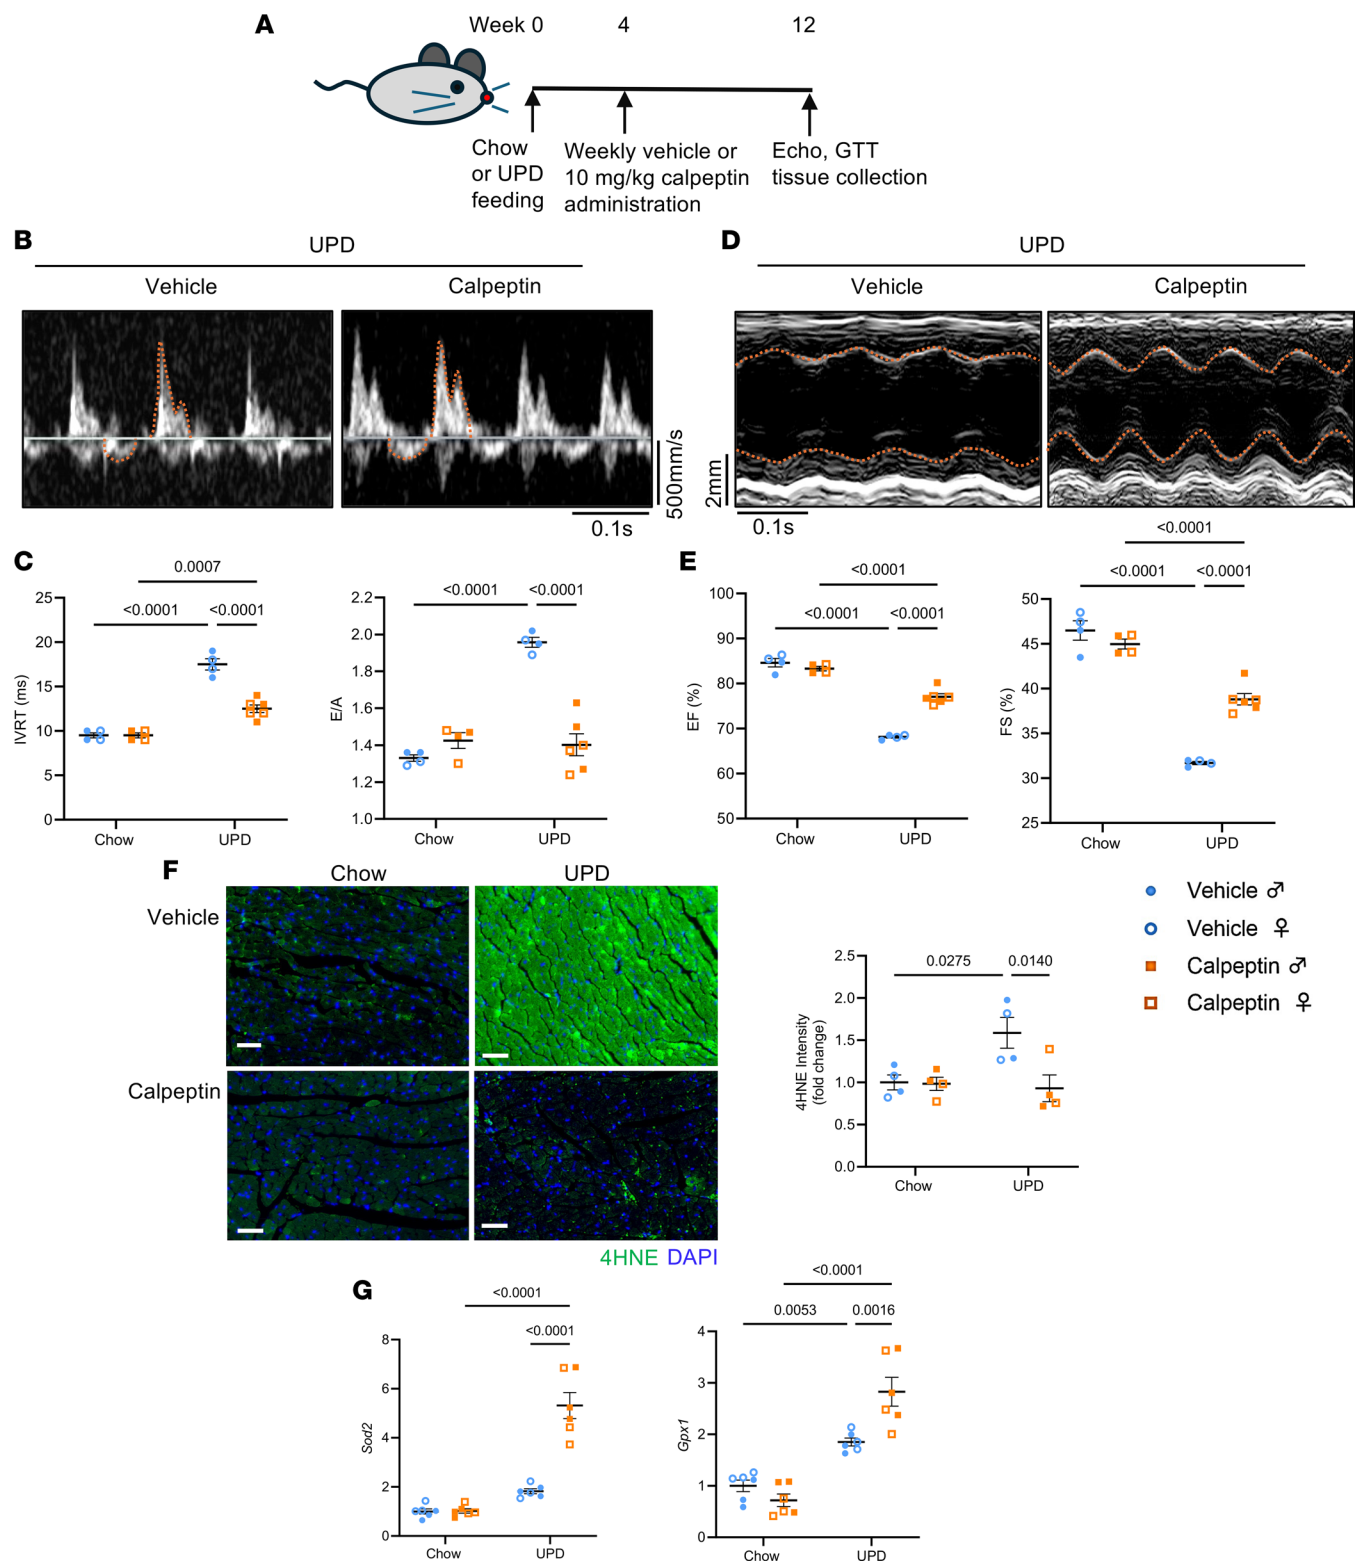 A
Week 0
4
12
Chow
or UPD
feeding
Weekly vehicle or
10 mg/kg calpeptin
administration
Echo, GTT
tissue collection
B
UPD
Vehicle
Calpeptin
500mm/s
0.1s
D
UPD
Vehicle
Calpeptin
2mm
0.1s
C
0.0007
<0.0001
<0.0001
25
20
15
10
5
0
IVRT (ms)
Chow
UPD
<0.0001
<0.0001
2.2
2.0
1.8
1.6
1.4
1.2
1.0
E/A
Chow
UPD
E
<0.0001
<0.0001
<0.0001
100
90
80
70
60
50
EF (%)
Chow
UPD
<0.0001
<0.0001
<0.0001
50
45
40
35
30
25
FS (%)
Chow
UPD
F
Chow
UPD
Vehicle
Calpeptin
4HNE DAPI
0.0275
0.0140
2.5
2.0
1.5
1.0
0.5
0.0
4HNE Intensity
(fold change)
Chow
UPD
Vehicle ♂
Vehicle ♀
Calpeptin ♂
Calpeptin ♀
G
<0.0001
<0.0001
8
6
4
2
0
Sod2
Chow
UPD
<0.0001
0.0053
0.0016
4
3
2
1
0
Gpx1
Chow
UPD